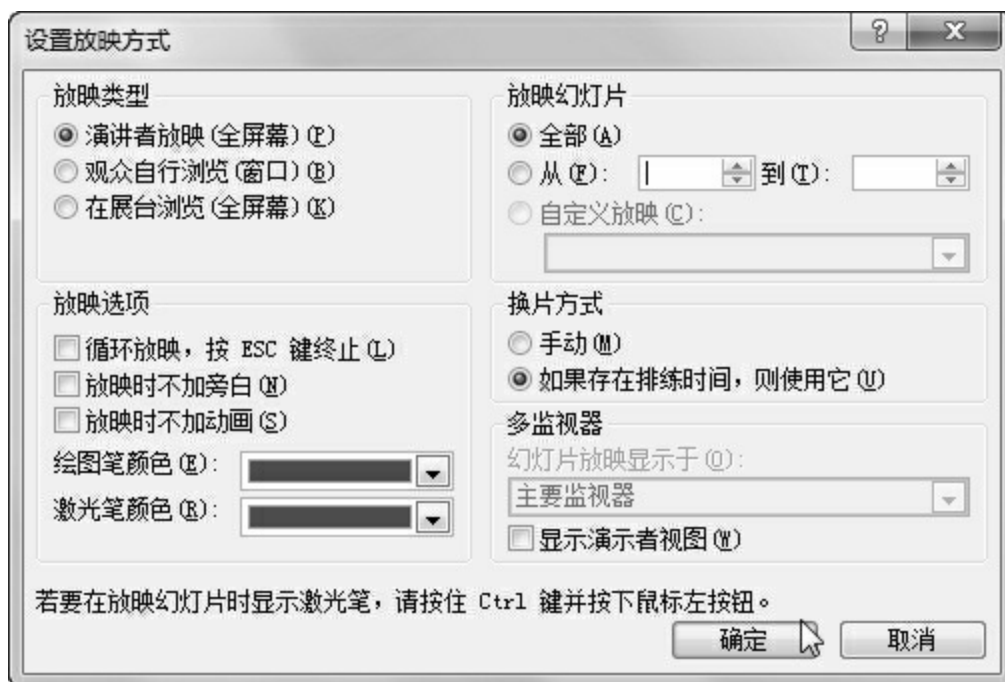 设置放映方式
放映类型
演讲者放映(全屏幕)(P)
观众自行浏览(窗口)(B)
在展台浏览(全屏幕)(K)
放映幻灯片
全部(A)
从(F): 到(T):
自定义放映(C):
放映选项
循环放映，按 ESC 键终止(L)
放映时不加旁白(N)
放映时不加动画(S)
绘图笔颜色(E):
激光笔颜色(R):
换片方式
手动(M)
如果存在排练时间，则使用它(U)
多监视器
幻灯片放映显示于(O):
主要监视器
显示演示者视图(W)
若要在放映幻灯片时显示激光笔，请按住 Ctrl 键并按下鼠标左按钮。
确定 取消